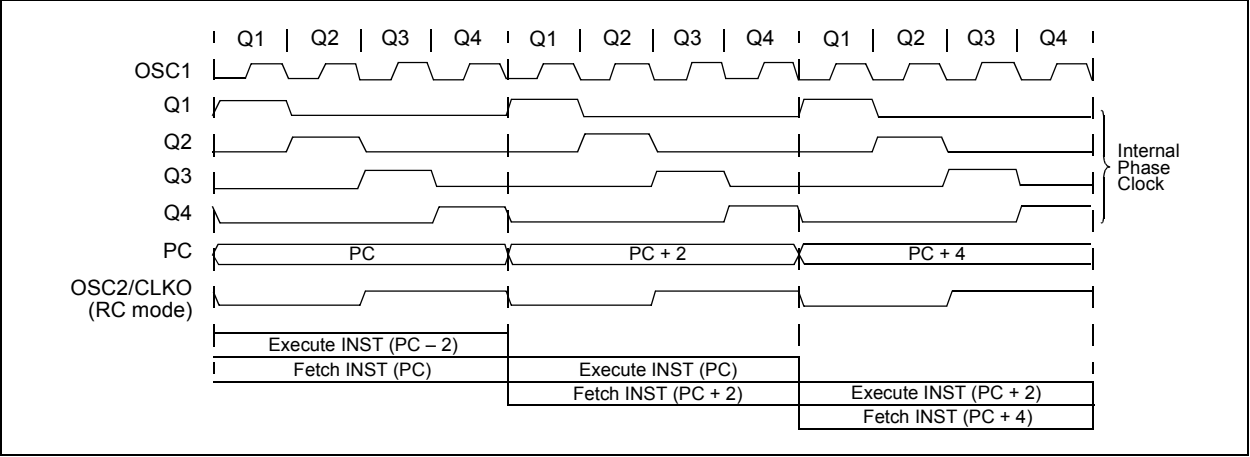 Q1 Q2 Q3 Q4 Q1 Q2 Q3 Q4 Q1 Q2 Q3 Q4
OSC1
Q1
Q2
Q3
Q4
PC PC PC + 2 PC + 4
OSC2/CLKO
(RC mode)
Internal
Phase
Clock
Execute INST (PC – 2)
Fetch INST (PC) Execute INST (PC)
Fetch INST (PC + 2) Execute INST (PC + 2)
Fetch INST (PC + 4)